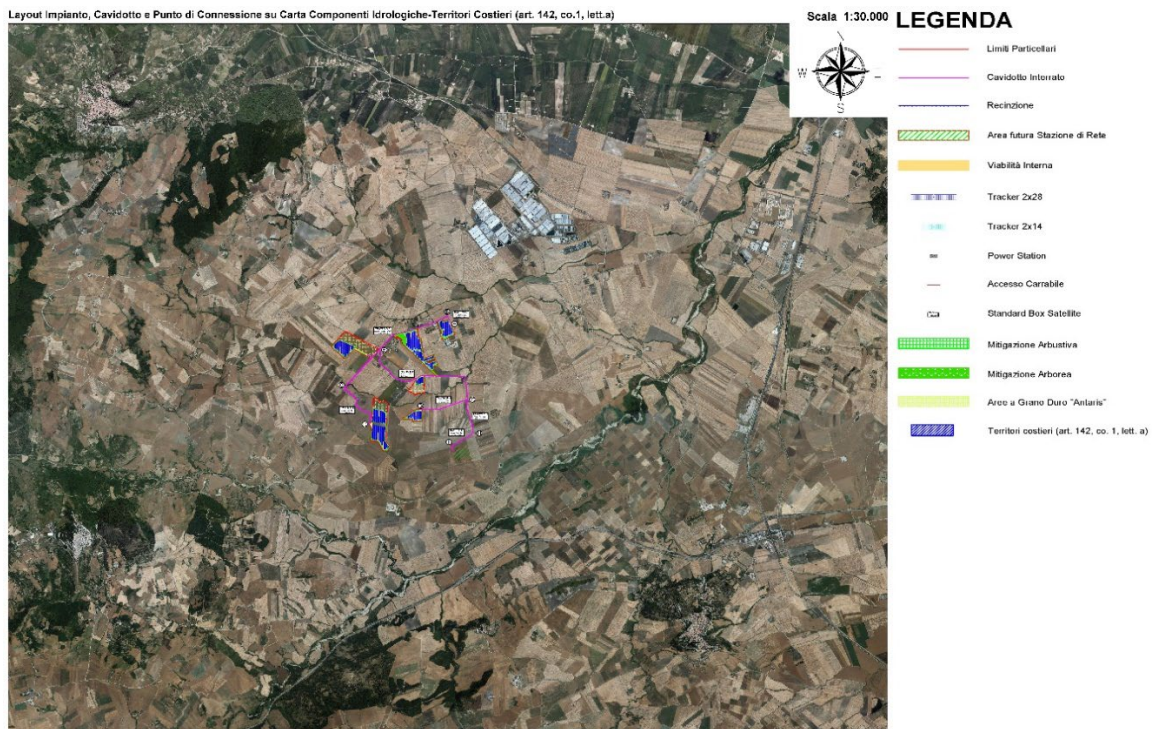 Layout Impianto, Cavidotto e Punto di Connessione su Carta Componenti Idrologiche-Territori Costieri (art. 142, co.1, lett.a)
Scala 1:30.000
LEGENDA
W
S
Limiti Particellari
Cavidotto Interrato
Recinzione
Area futura Stazione di Rete
Viabilità Interna
Tracker 2x28
Tracker 2x14
Power Station
Accesso Carrabile
Standard Box Satellite
Mitigazione Arbustiva
Mitigazione Arborea
Aree a Grano Duro "Antaris"
Territori costieri (art. 142, co. 1, lett. a)